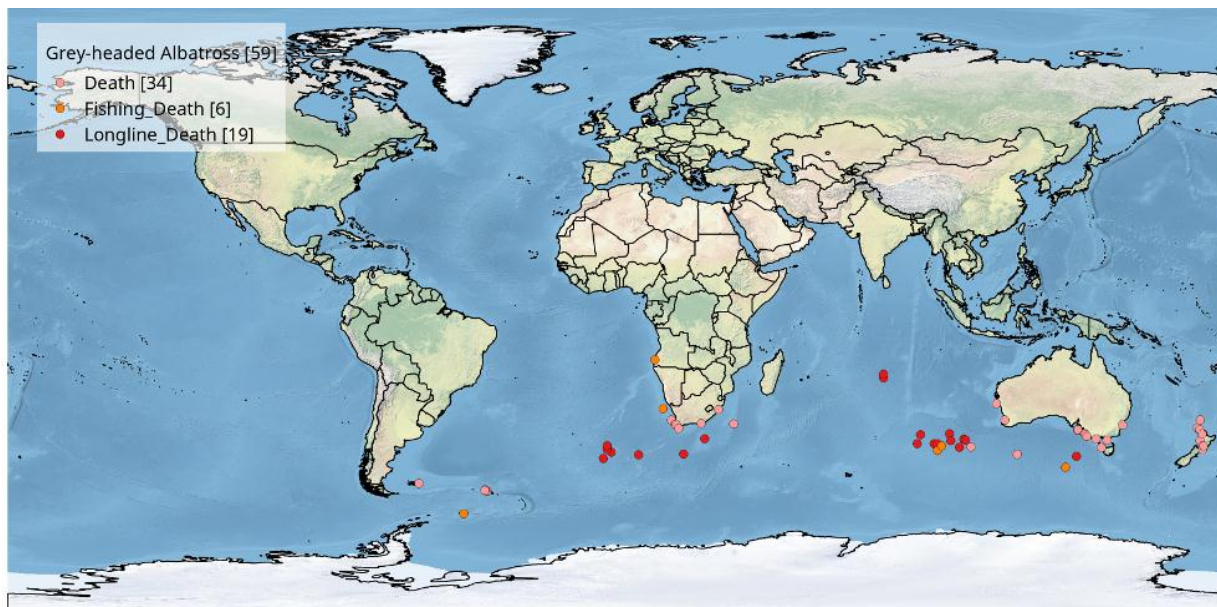 Grey-headed Albatross [59]
Death [34]
Fishing_Death [6]
Longline_Death [19]